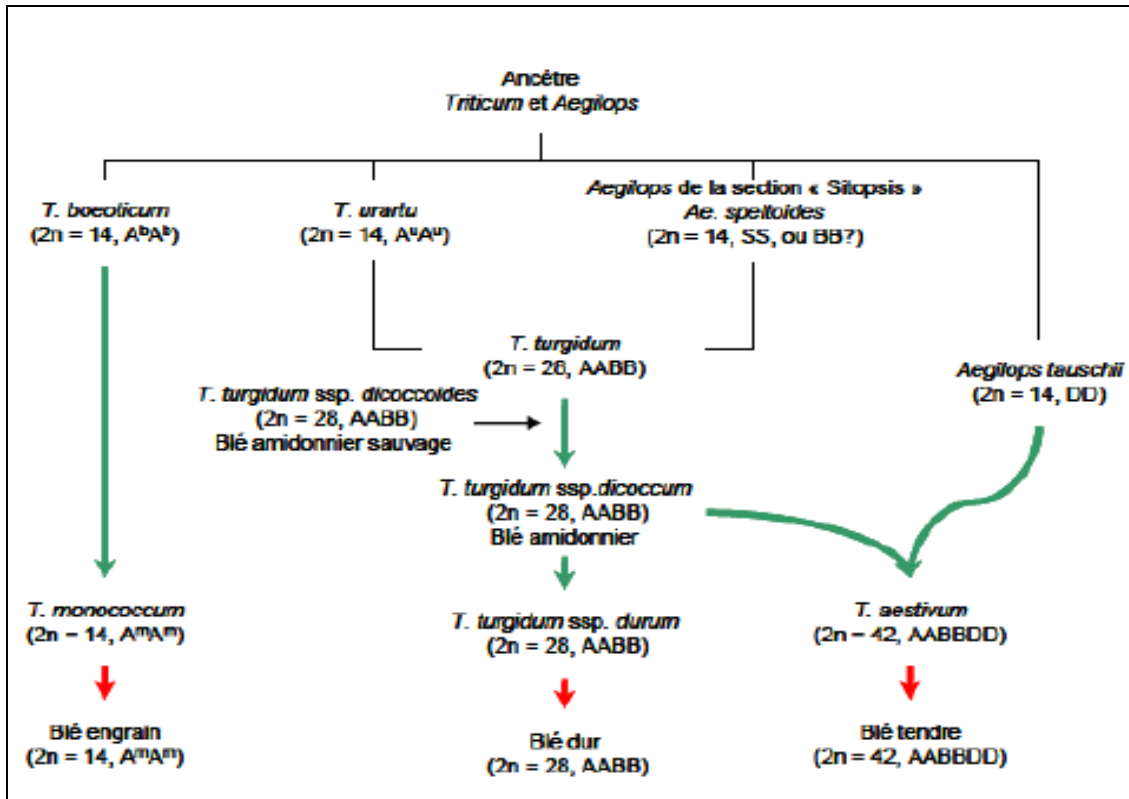 Ancêtre
Triticum et Aegilops
T. boeoticum
(2n = 14, AᵇAᵇ)
T. urartu
(2n = 14, AᵘAᵘ)
Aegilops de la section « Sitopsis »
Ae. speltoides
(2n = 14, SS, ou BB?)
T. turgidum
(2n = 28, AABB)
Aegilops tauschii
(2n = 14, DD)
T. turgidum ssp. dicoccoides
(2n = 28, AABB)
Blé amidonnier sauvage
T. turgidum ssp.dicoccum
(2n = 28, AABB)
Blé amidonnier
T. monococcum
(2n = 14, AᵐAᵐ)
T. turgidum ssp. durum
(2n = 28, AABB)
T. aestivum
(2n = 42, AABBDD)
Blé engrain
(2n = 14, AᵐAᵐ)
Blé dur
(2n = 28, AABB)
Blé tendre
(2n = 42, AABBDD)